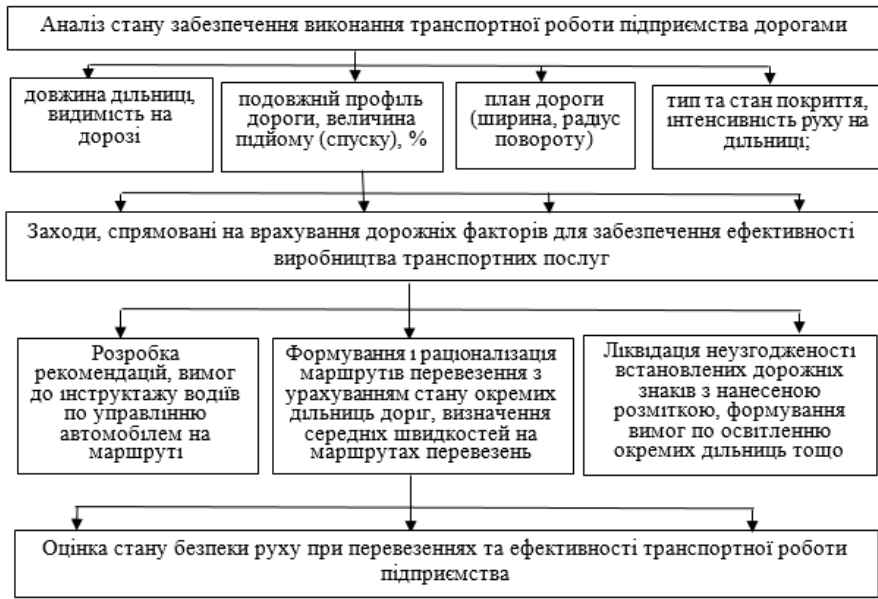 Аналіз стану забезпечення виконання транспортної роботи підприємства дорогами
довжина дільниці,
видимість на
дорозі
подовжній профіль
дороги, величина
підйому (спуску), %
план дороги
(ширина, радіус
повороту)
тип та стан покриття,
інтенсивність руху на
дільниці;
Заходи, спрямовані на врахування дорожніх факторів для забезпечення ефективності
виробництва транспортних послуг
Розробка
рекомендацій, вимог
до інструктажу водіїв
по управлінню
автомобілем на
маршруті
Формування і раціоналізація
маршрутів перевезення з
урахуванням стану окремих
дільниць доріг, визначення
середніх швидкостей на
маршрутах перевезень
Ліквідація неузгодженості
встановлених дорожніх
знаків з нанесеною
розміткою, формування
вимог по освітленню
окремих дільниць тощо
Оцінка стану безпеки руху при перевезеннях та ефективності транспортної роботи
підприємства